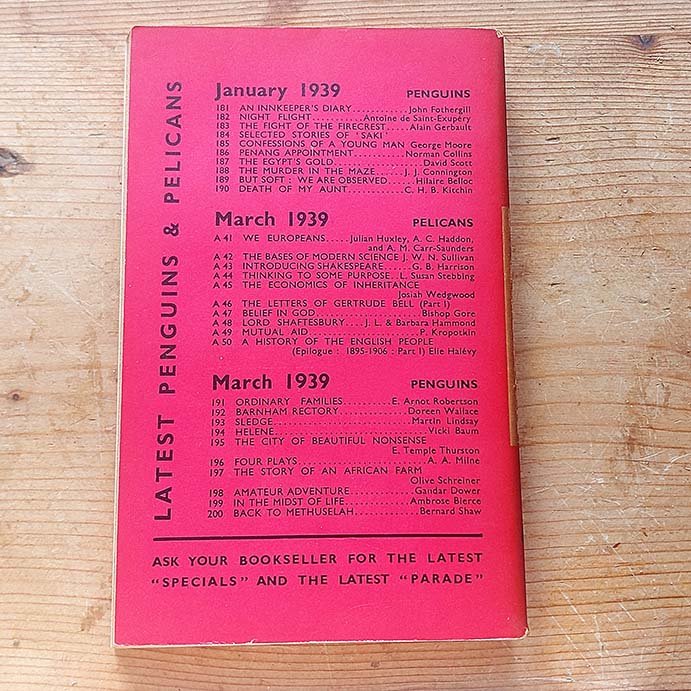 LATEST PENGUINS & PELICANS
January 1939 PENGUINS
181 AN INNKEEPER'S DIARY............John Fothergill
182 NIGHT FLIGHT...........Antoine de Saint-Exupéry
183 THE FIGHT OF THE FIRECREST.....Alain Gerbault
184 SELECTED STORIES OF 'SAKI'
185 CONFESSIONS OF A YOUNG MAN George Moore
186 PENANG APPOINTMENT...........Norman Collins
187 THE EGYPT'S GOLD....................David Scott
188 THE MURDER IN THE MAZE...J. J. Connington
189 BUT SOFT : WE ARE OBSERVED......Hilaire Belloc
190 DEATH OF MY AUNT............C. H. B. Kitchin
March 1939 PELICANS
A 41 WE EUROPEANS.....Julian Huxley, A. C. Haddon,
and A. M. Carr-Saunders
A 42 THE BASES OF MODERN SCIENCE J. W. N. Sullivan
A 43 INTRODUCING SHAKESPEARE......G. B. Harrison
A 44 THINKING TO SOME PURPOSE..L. Susan Stebbing
A 45 THE ECONOMICS OF INHERITANCE
Josiah Wedgwood
A 46 THE LETTERS OF GERTRUDE BELL (Part I)
A 47 BELIEF IN GOD.......................Bishop Gore
A 48 LORD SHAFTESBURY....J. L. & Barbara Hammond
A 49 MUTUAL AID.......................P. Kropotkin
A 50 A HISTORY OF THE ENGLISH PEOPLE
(Epilogue : 1895-1906 : Part I) Elie Halévy
March 1939 PENGUINS
191 ORDINARY FAMILIES..........E. Arnot Robertson
192 BARNHAM RECTORY...........Doreen Wallace
193 SLEDGE..........................Martin Lindsay
194 HELENE..............................Vicki Baum
195 THE CITY OF BEAUTIFUL NONSENSE
E. Temple Thurston
196 FOUR PLAYS.........................A. A. Milne
197 THE STORY OF AN AFRICAN FARM
Olive Schreiner
198 AMATEUR ADVENTURE..............Gandar Dower
199 IN THE MIDST OF LIFE............Ambrose Bierce
200 BACK TO METHUSELAH.............Bernard Shaw
ASK YOUR BOOKSELLER FOR THE LATEST
"SPECIALS" AND THE LATEST "PARADE"